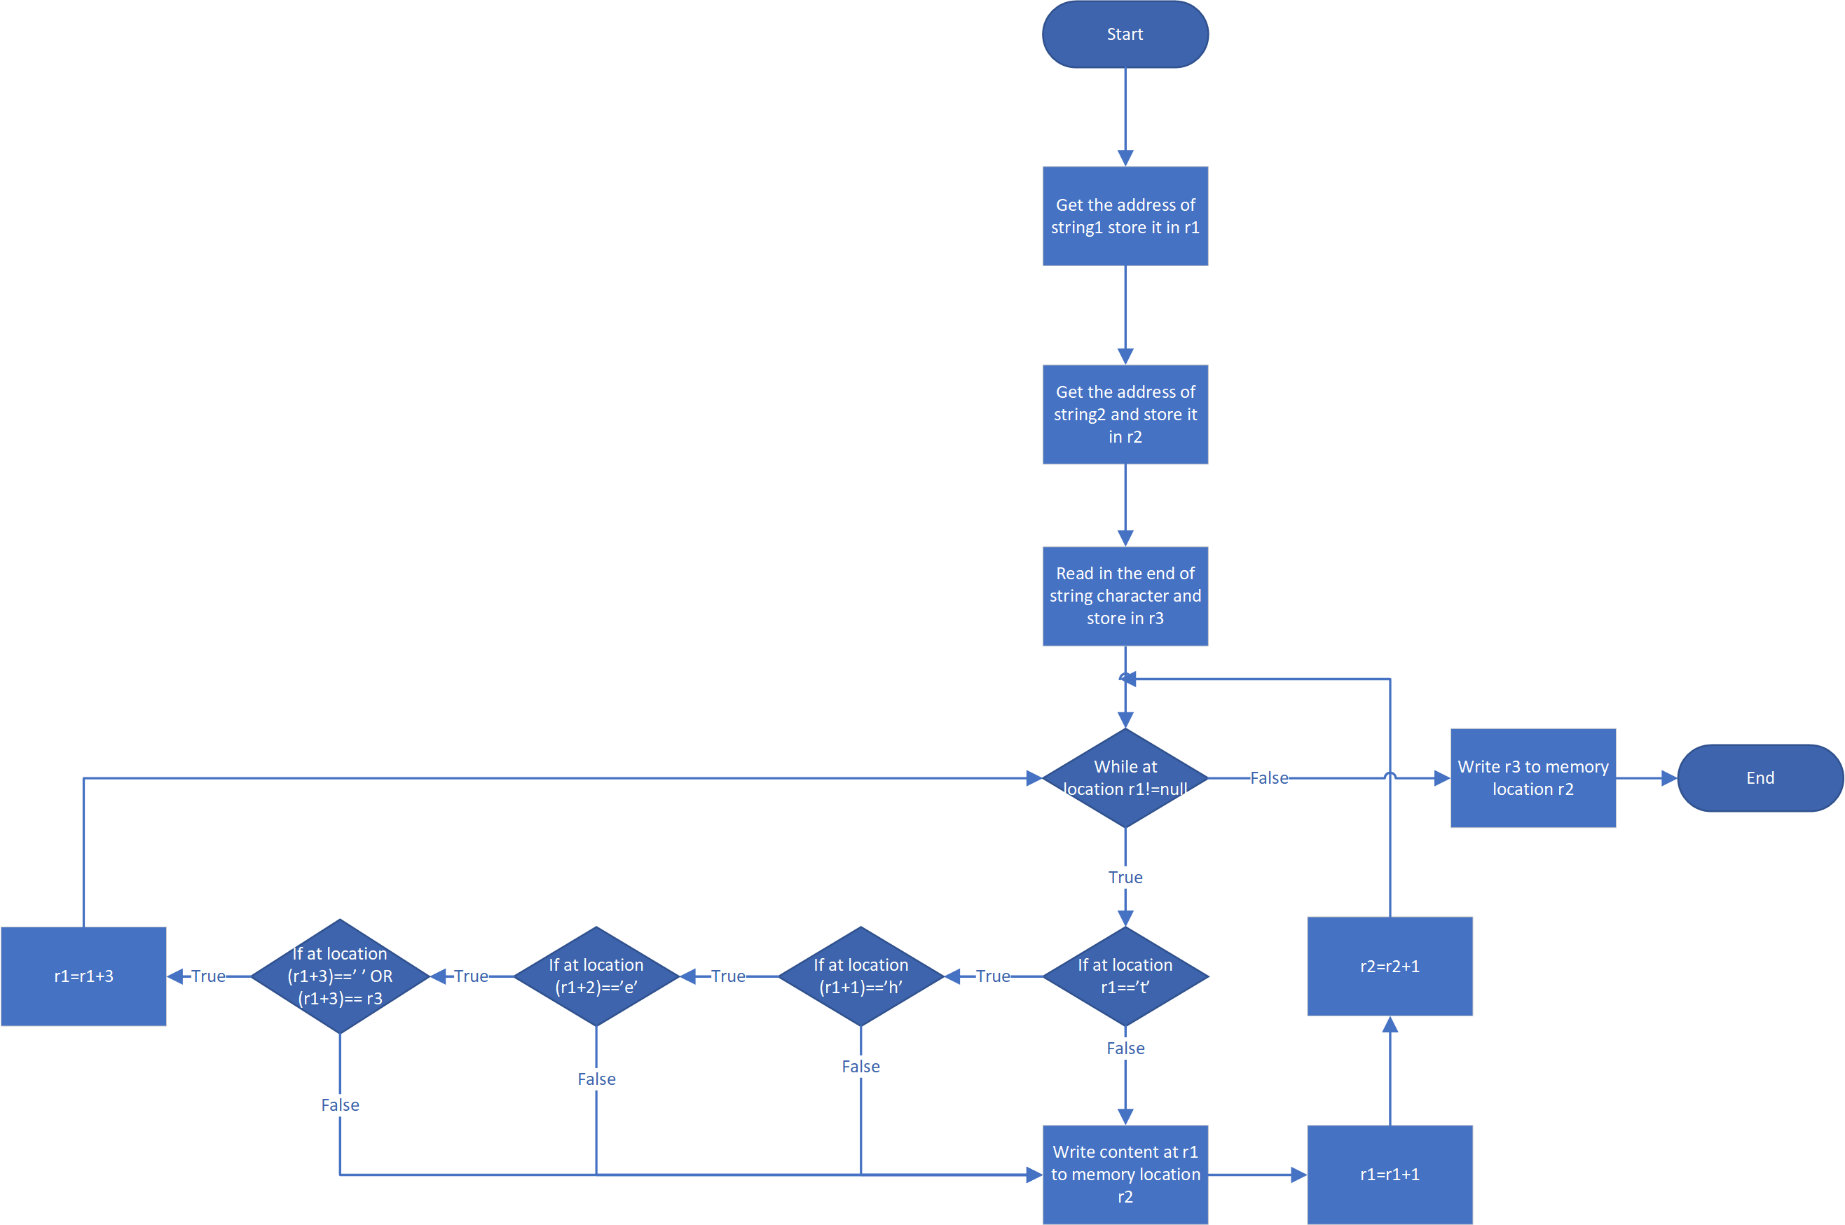 Start
Get the address of
string1 store it in r1
Get the address of
string2 and store it
in r2
Read in the end of
string character and
store in r3
While at
location r1!=null
False
Write r3 to memory
location r2
End
True
r1=r1+3
True
If at location
(r1+3)==’ ’ OR
(r1+3)== r3
True
If at location
(r1+2)==’e’
True
If at location
(r1+1)==’h’
True
If at location
r1==’t’
r2=r2+1
False
False
False
False
Write content at r1
to memory location
r2
r1=r1+1